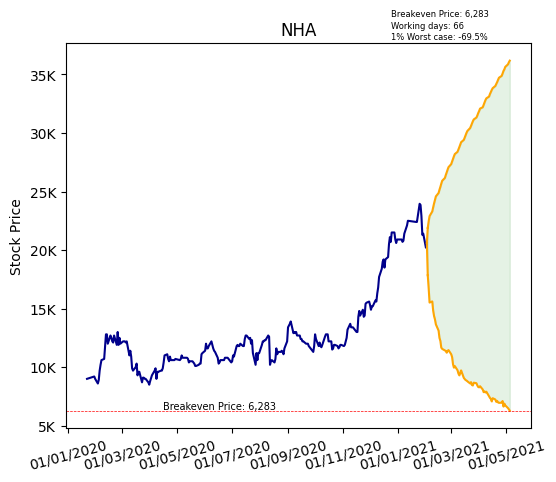 Breakeven Price: 6,283
Working days: 66
1% Worst case: -69.5%
NHA
Stock Price
35K
30K
25K
20K
15K
10K
5K
Breakeven Price: 6,283
01/01/2020
01/03/2020
01/05/2020
01/07/2020
01/09/2020
01/11/2020
01/01/2021
01/03/2021
01/05/2021